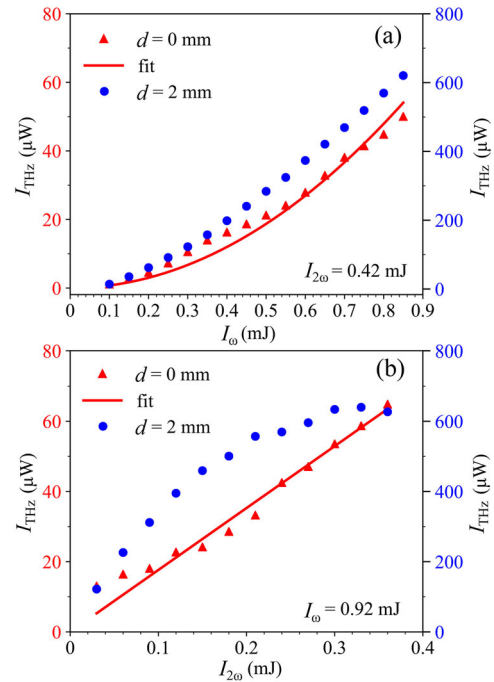 (a)
d = 0 mm
fit
d = 2 mm
I_THz (µW)
80
60
40
20
0
800
600
400
200
0
I_THz (µW)
I_2ω = 0.42 mJ
0.0 0.1 0.2 0.3 0.4 0.5 0.6 0.7 0.8 0.9
I_ω (mJ)
(b)
d = 0 mm
fit
d = 2 mm
I_THz (µW)
80
60
40
20
0
800
600
400
200
0
I_THz (µW)
I_ω = 0.92 mJ
0.0 0.1 0.2 0.3 0.4
I_2ω (mJ)